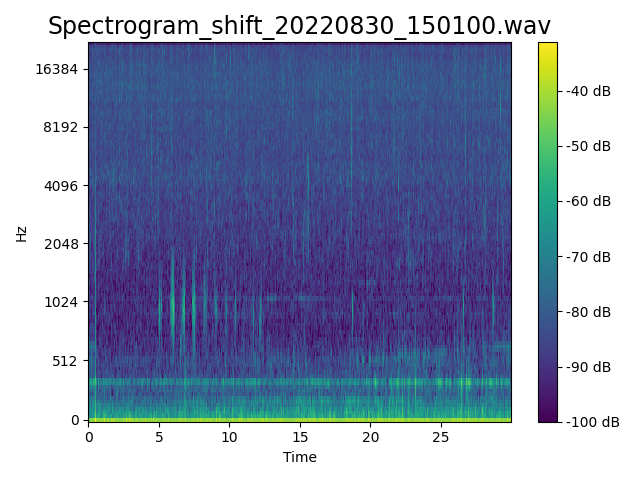 Spectrogram_shift_20220830_150100.wav
16384
8192
4096
2048
1024
512
0
Hz
0 5 10 15 20 25
Time
-40 dB
-50 dB
-60 dB
-70 dB
-80 dB
-90 dB
-100 dB